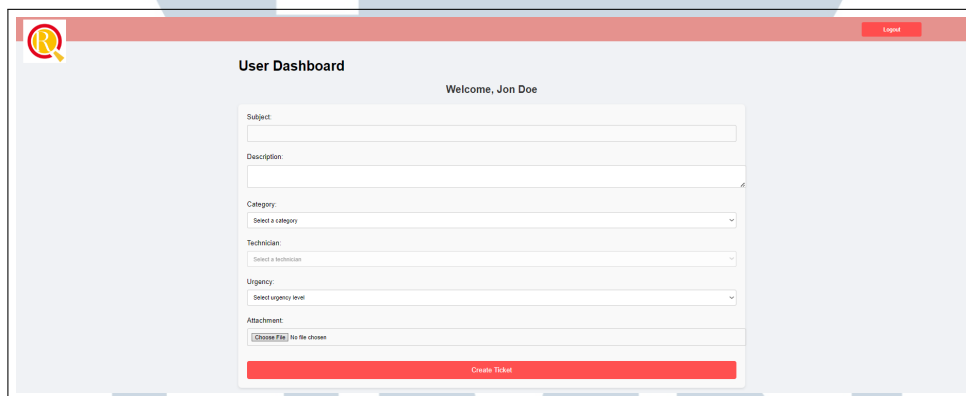 R
Logout
User Dashboard
Welcome, Jon Doe
Subject:
Description:
Category:
Select a category
Technician:
Select a technician
Urgency:
Select urgency level
Attachment:
Choose File No file chosen
Create Ticket